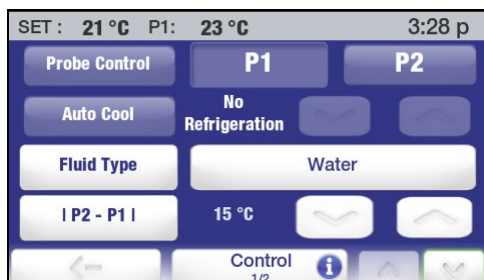 SET: 21 °C P1: 23 °C 3:28 p
Probe Control P1 P2
Auto Cool No Refrigeration
Fluid Type Water
| P2 - P1 | 15 °C
Control
1/2